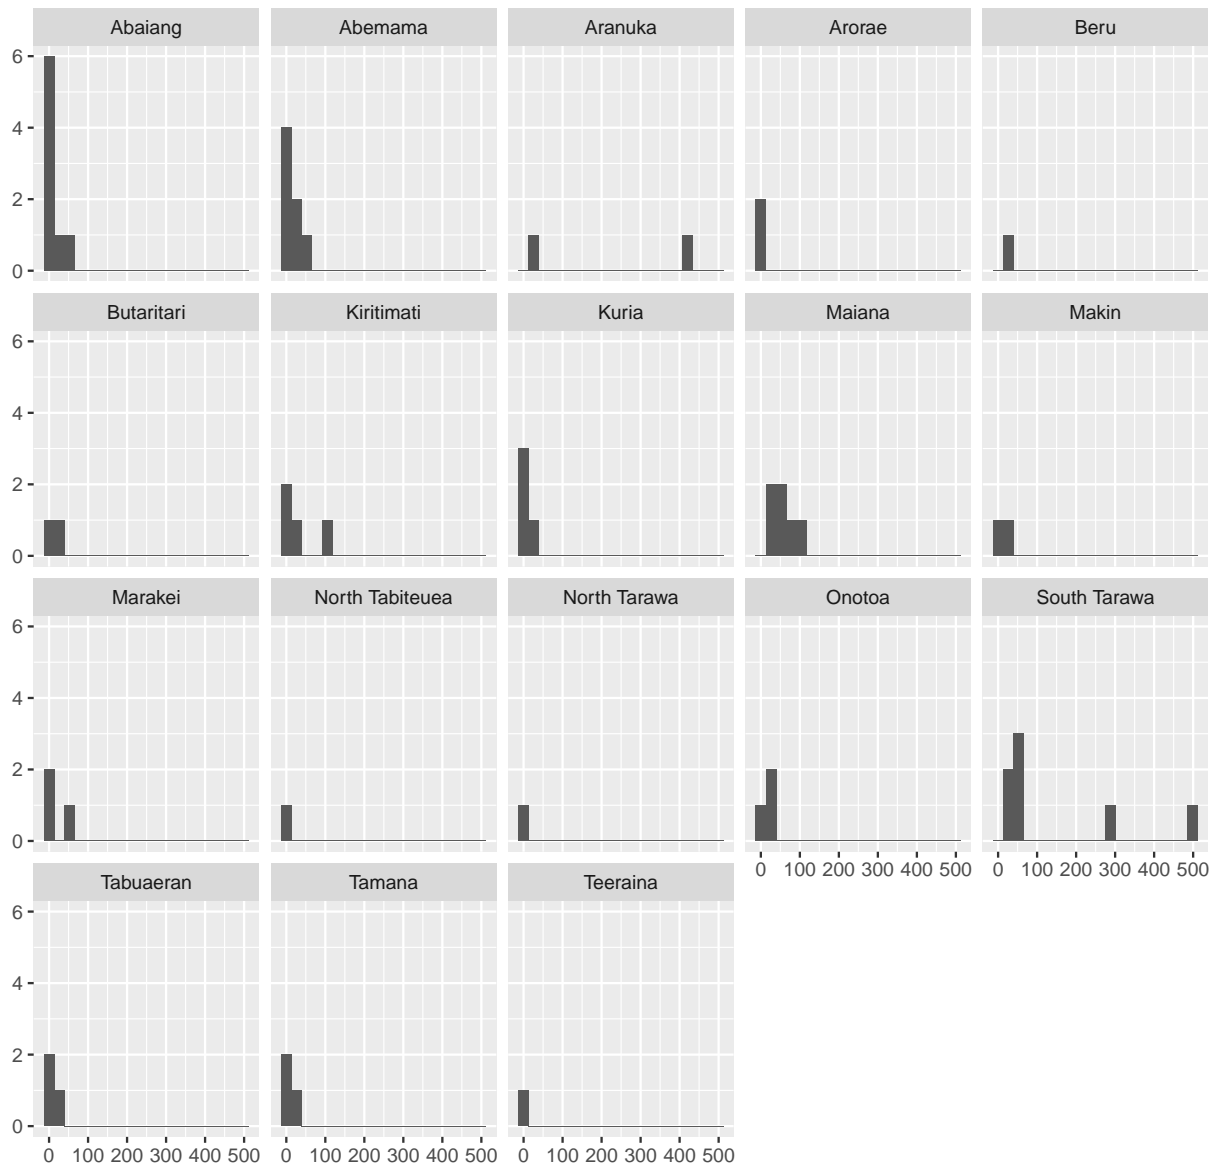 Abaiang Abemama Aranuka Arorae Beru
6
4
2
0
Butaritari Kiritimati Kuria Maiana Makin
6
4
2
0
Marakei North Tabiteuea North Tarawa Onotoa South Tarawa
6
4
2
0
0 100 200 300 400 500 0 100 200 300 400 500
Tabuaeran Tamana Teeraina
6
4
2
0
0 100 200 300 400 500 0 100 200 300 400 500 0 100 200 300 400 500